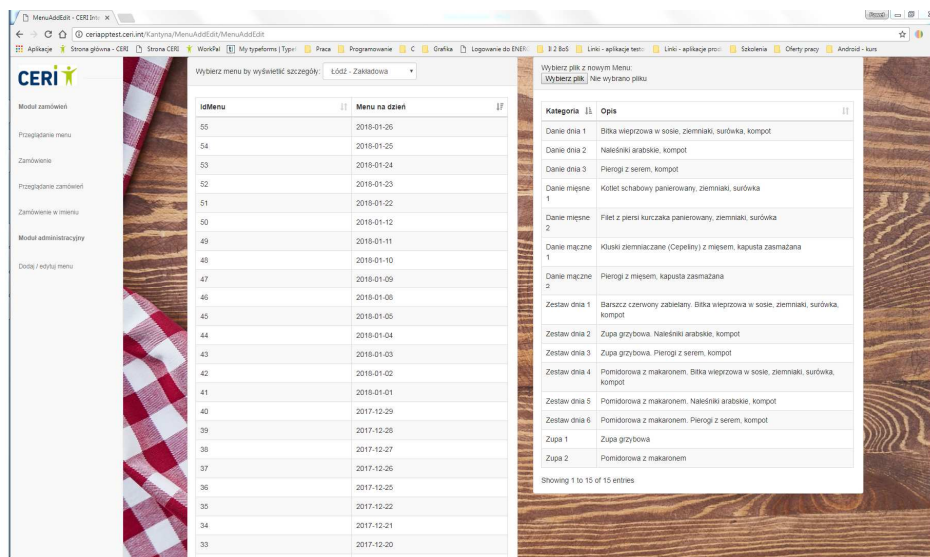 MenuAddEdit - CERI Int
ceriapptest.ceri.int/Kantyna/MenuAddEdit/MenuAddEdit
Aplikacje Strona główna - CERI Strona CERI WorkPal My typeforms | Type Praca Programowanie C Grafika Logowanie do ENER II 2 BoS Linki - aplikacje testo Linki - aplikacje prod Szkolenia Oferty pracy Android - kurs
CERI
Moduł zamówień
Przeglądanie menu
Zamówienie
Przeglądanie zamówień
Zamówienie w imieniu
Moduł administracyjny
Dodaj / edytuj menu
Wybierz menu by wyświetlić szczegóły: Łódź - Zakładowa
IdMenu Menu na dzień
55 2018-01-26
54 2018-01-25
53 2018-01-24
52 2018-01-23
51 2018-01-22
50 2018-01-12
49 2018-01-11
48 2018-01-10
47 2018-01-09
46 2018-01-08
45 2018-01-05
44 2018-01-04
43 2018-01-03
42 2018-01-02
41 2018-01-01
40 2017-12-29
39 2017-12-28
38 2017-12-27
37 2017-12-26
36 2017-12-25
35 2017-12-22
34 2017-12-21
33 2017-12-20
Wybierz plik z nowym Menu:
Wybierz plik Nie wybrano pliku
Kategoria Opis
Danie dnia 1 Bitka wieprzowa w sosie, ziemniaki, surówka, kompot
Danie dnia 2 Naleśniki arabskie, kompot
Danie dnia 3 Pierogi z serem, kompot
Danie mięsne Kotlet schabowy panierowany, ziemniaki, surówka
1
Danie mięsne Filet z piersi kurczaka panierowany, ziemniaki, surówka
2
Danie mączne Kluski ziemniaczane (Cepeliny) z mięsem, kapusta zasmażana
1
Danie mączne Pierogi z mięsem, kapusta zasmażana
2
Zestaw dnia 1 Barszcz czerwony zabielany. Bitka wieprzowa w sosie, ziemniaki, surówka,
kompot
Zestaw dnia 2 Zupa grzybowa. Naleśniki arabskie, kompot
Zestaw dnia 3 Zupa grzybowa. Pierogi z serem, kompot
Zestaw dnia 4 Pomidorowa z makaronem. Bitka wieprzowa w sosie, ziemniaki, surówka,
kompot
Zestaw dnia 5 Pomidorowa z makaronem. Naleśniki arabskie, kompot
Zestaw dnia 6 Pomidorowa z makaronem. Pierogi z serem, kompot
Zupa 1 Zupa grzybowa
Zupa 2 Pomidorowa z makaronem
Showing 1 to 15 of 15 entries